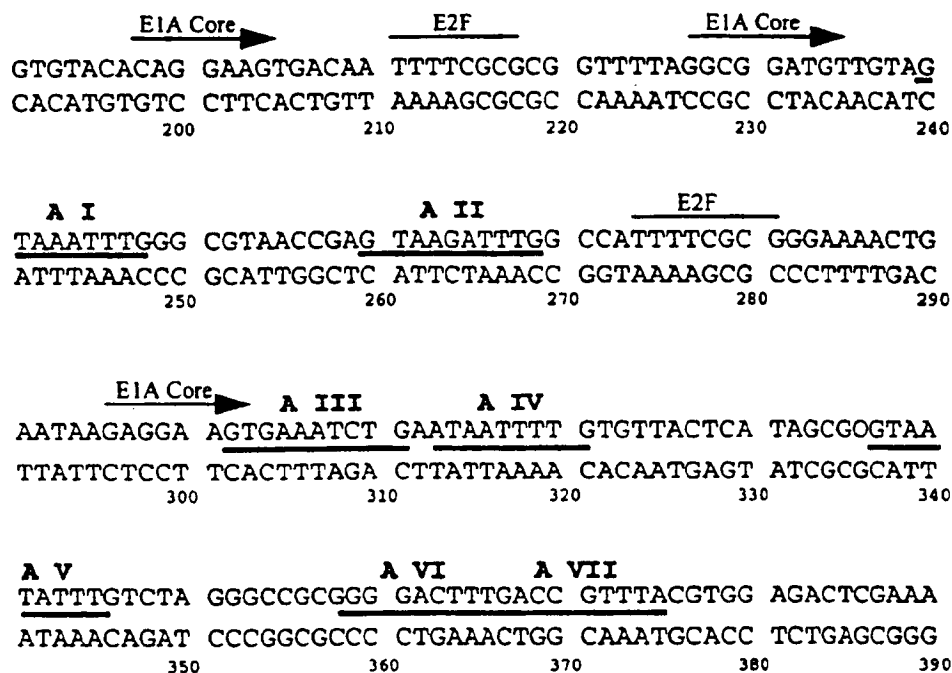 E1A Core E2F E1A Core
GTGTACACAG GAAGTGACAA TTTTCGCGCG GTTTTAGGCG GATGTTGTAG
CACATGTGTC CTTCACTGTT AAAAGCGCGC CAAAATCCGC CTACAACATC
200 210 220 230 240
A I A II E2F
TAAATTTGGG CGTAACCGAG TAAGATTTGG CCATTTTCGC GGGAAAACTG
ATTTAAACCC GCATTGGCTC ATTCTAAACC GGTAAAAGCG CCCTTTTGAC
250 260 270 280 290
E1A Core A III A IV
AATAAGAGGAA AGTGAAATCT GAATAATTTT GTGTTACTCA TAGCGOGTAA
TTATTCTCCTT TCACTTTAGA CTTATTAAAA CACAATGAGT ATCGCGCATT
300 310 320 330 340
A V A VI A VII
TATTTGTCTA GGGCCGCGGG GACTTTGACC GTTTACGTGG AGACTCGAAA
ATAAACAGAT CCCGGCGCCC CTGAAACTGG CAAATGCACC TCTGAGCGGG
350 360 370 380 390